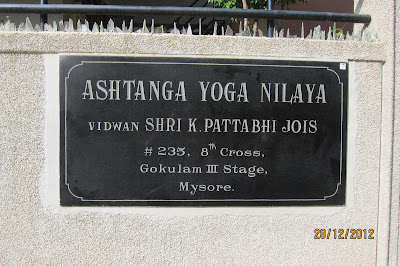 ASHTANGA YOGA NILAYA
VIDWAN SHRI K. PATTABHI JOIS
# 235, 8th Cross,
Gokulam III Stage,
Mysore.
29/12/2012